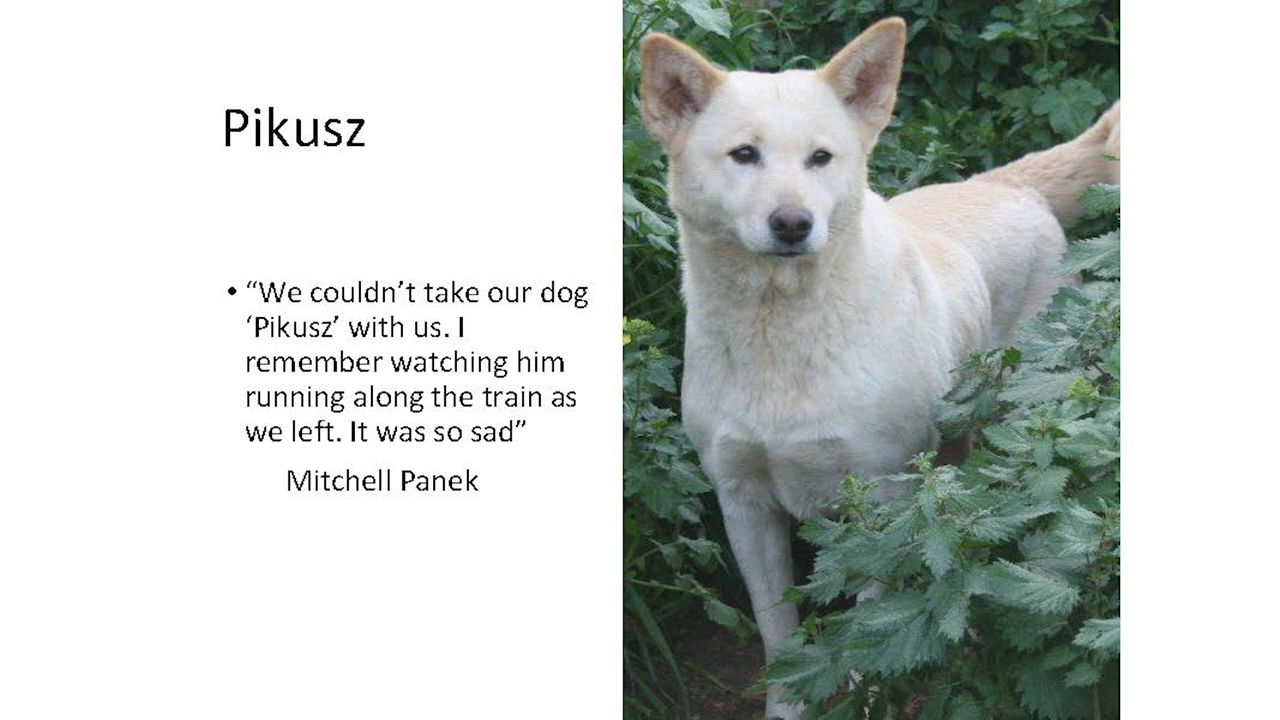 Pikusz
• “We couldn’t take our dog
‘Pikusz’ with us. I
remember watching him
running along the train as
we left. It was so sad”
Mitchell Panek